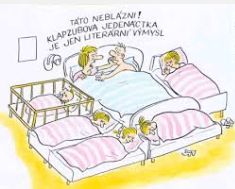 TÁTO NEBLÁZNI!
KLAPZUBOVA JEDENÁCTKA
JE JEN LITERÁRNÍ VÝMYSL